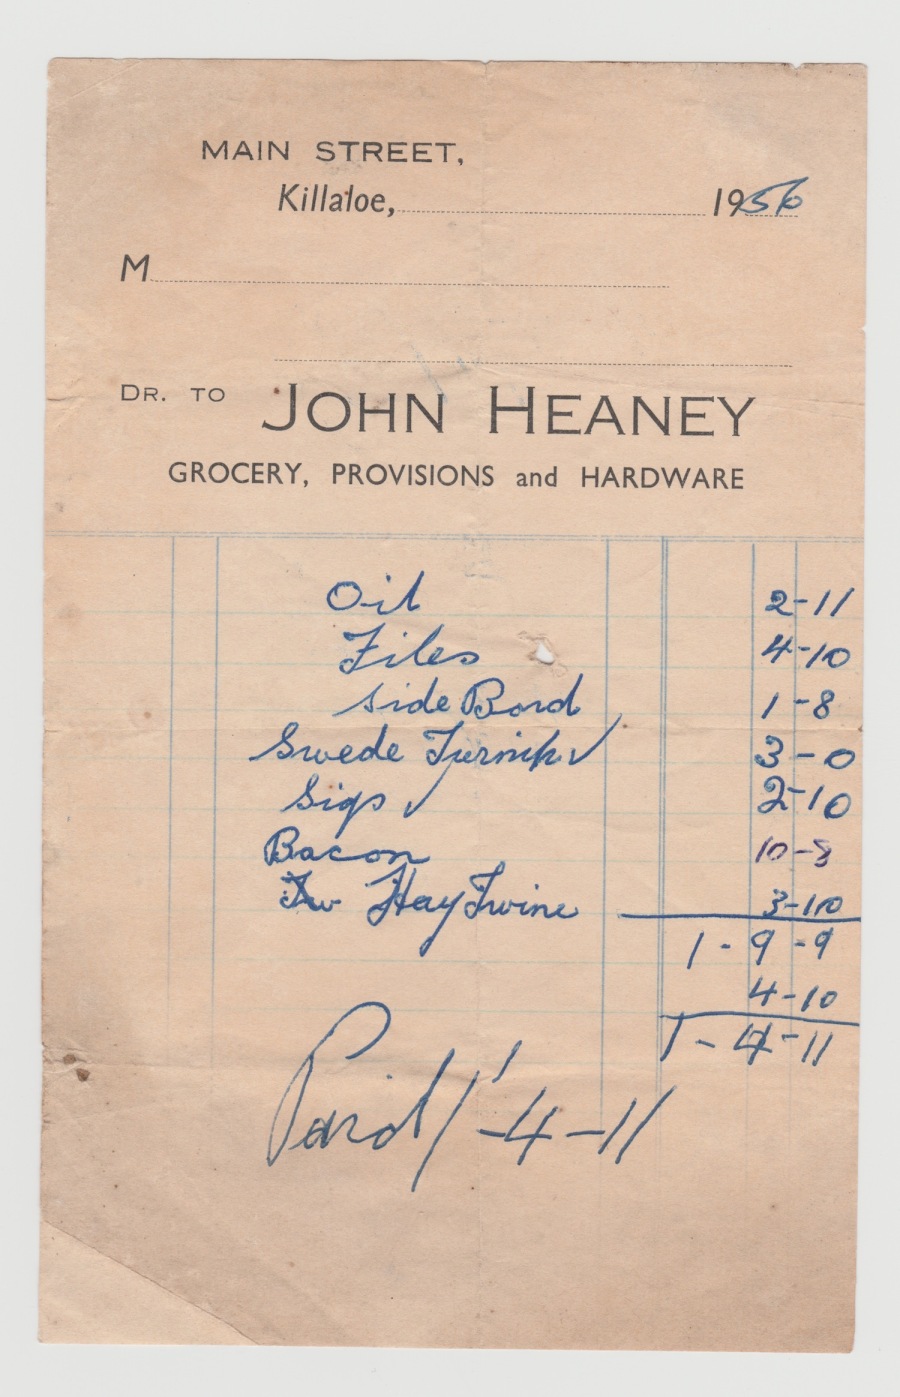 MAIN STREET,
Killaloe, 1956
M
DR. TO JOHN HEANEY
GROCERY, PROVISIONS and HARDWARE
Oil 2-11
Files 4-10
Side Bord 1-8
Swede Turnip ✓ 3-0
Sigs ✓ 2-10
Bacon 10-8
Hay Twine 3-10
1-9-9
4-10
1-4-11
Paid 1-4-11